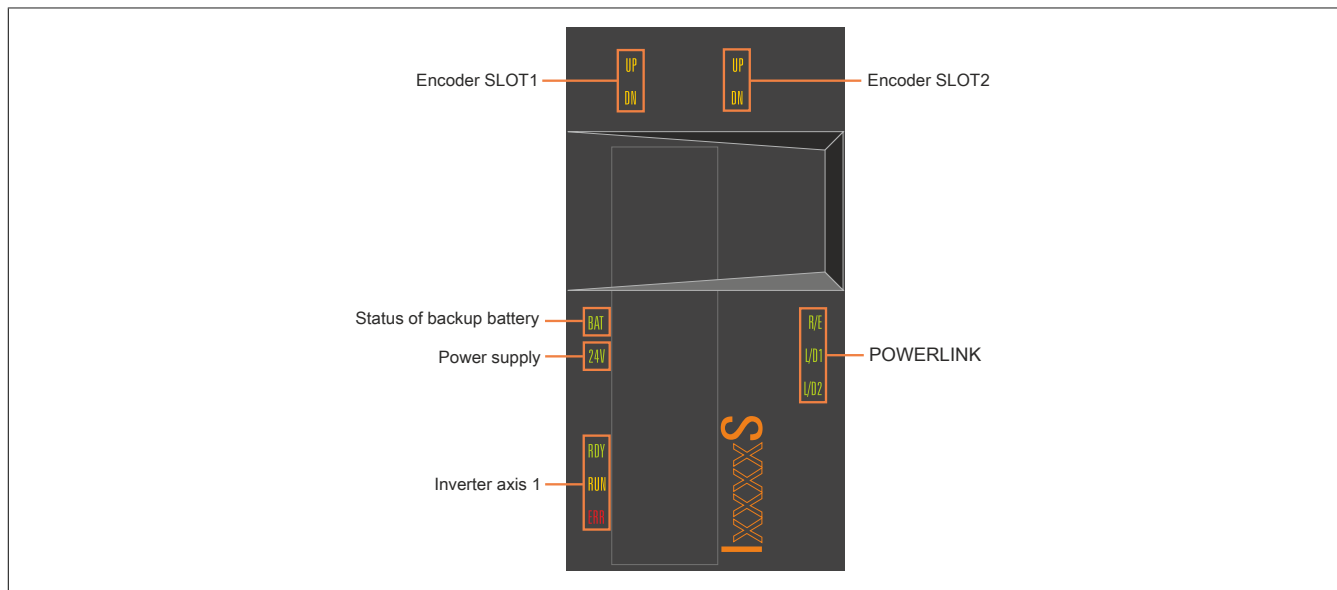 Encoder SLOT1
UP
DN
UP
DN
Encoder SLOT2
Status of backup battery
BAT
Power supply
24V
R/E
L/D1
L/D2
POWERLINK
Inverter axis 1
RDY
RUN
ERR
SXXXXXI